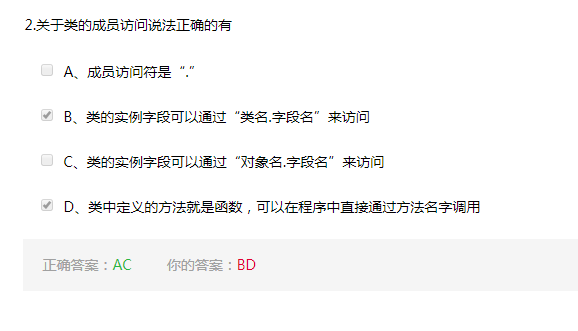 2.关于类的成员访问说法正确的有
A、成员访问符是“.”
B、类的实例字段可以通过“类名.字段名”来访问
C、类的实例字段可以通过“对象名.字段名”来访问
D、类中定义的方法就是函数，可以在程序中直接通过方法名字调用
正确答案：AC 你的答案：BD